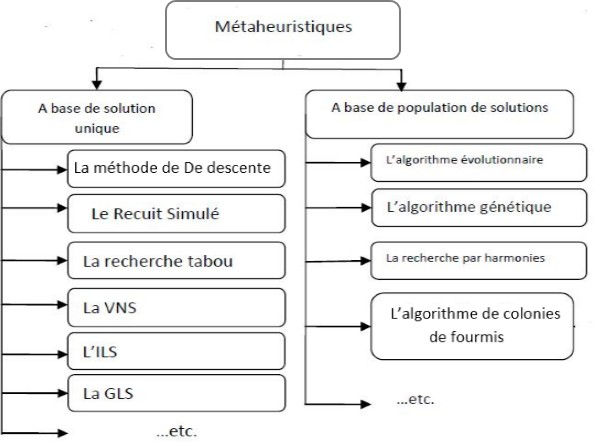 Métaheuristiques
A base de solution
unique
La méthode de De descente
Le Recuit Simulé
La recherche tabou
La VNS
L'ILS
La GLS
...etc.
A base de population de solutions
L'algorithme évolutionnaire
L'algorithme génétique
La recherche par harmonies
L'algorithme de colonies
de fourmis
...etc.